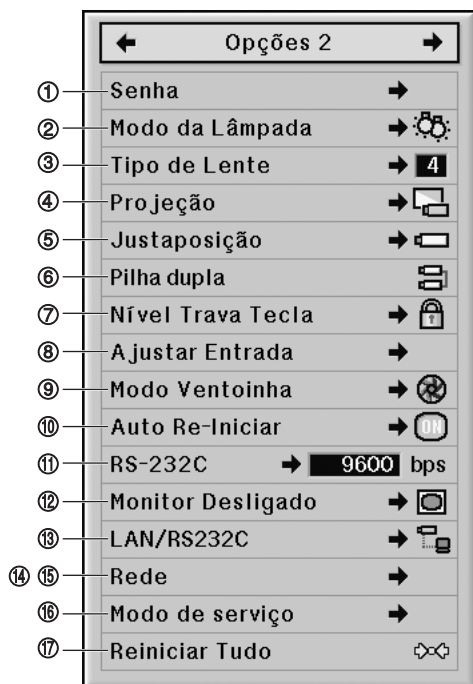 Opções 2
① Senha
② Modo da Lâmpada
③ Tipo de Lente 4
④ Projeção
⑤ Justaposição
⑥ Pilha dupla
⑦ Nível Trava Tecla
⑧ Ajustar Entrada
⑨ Modo Ventoinha
⑩ Auto Re-Iniciar ON
⑪ RS-232C 9600 bps
⑫ Monitor Desligado
⑬ LAN/RS232C
⑭ ⑮ Rede
⑯ Modo de serviço
⑰ Reiniciar Tudo